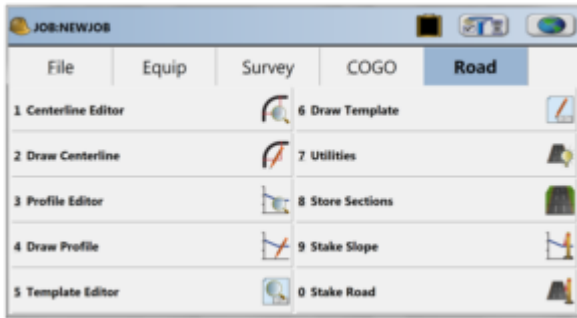 JOB:NEWJOB
File Equip Survey COGO Road
1 Centerline Editor
2 Draw Centerline
3 Profile Editor
4 Draw Profile
5 Template Editor
6 Draw Template
7 Utilities
8 Store Sections
9 Stake Slope
0 Stake Road